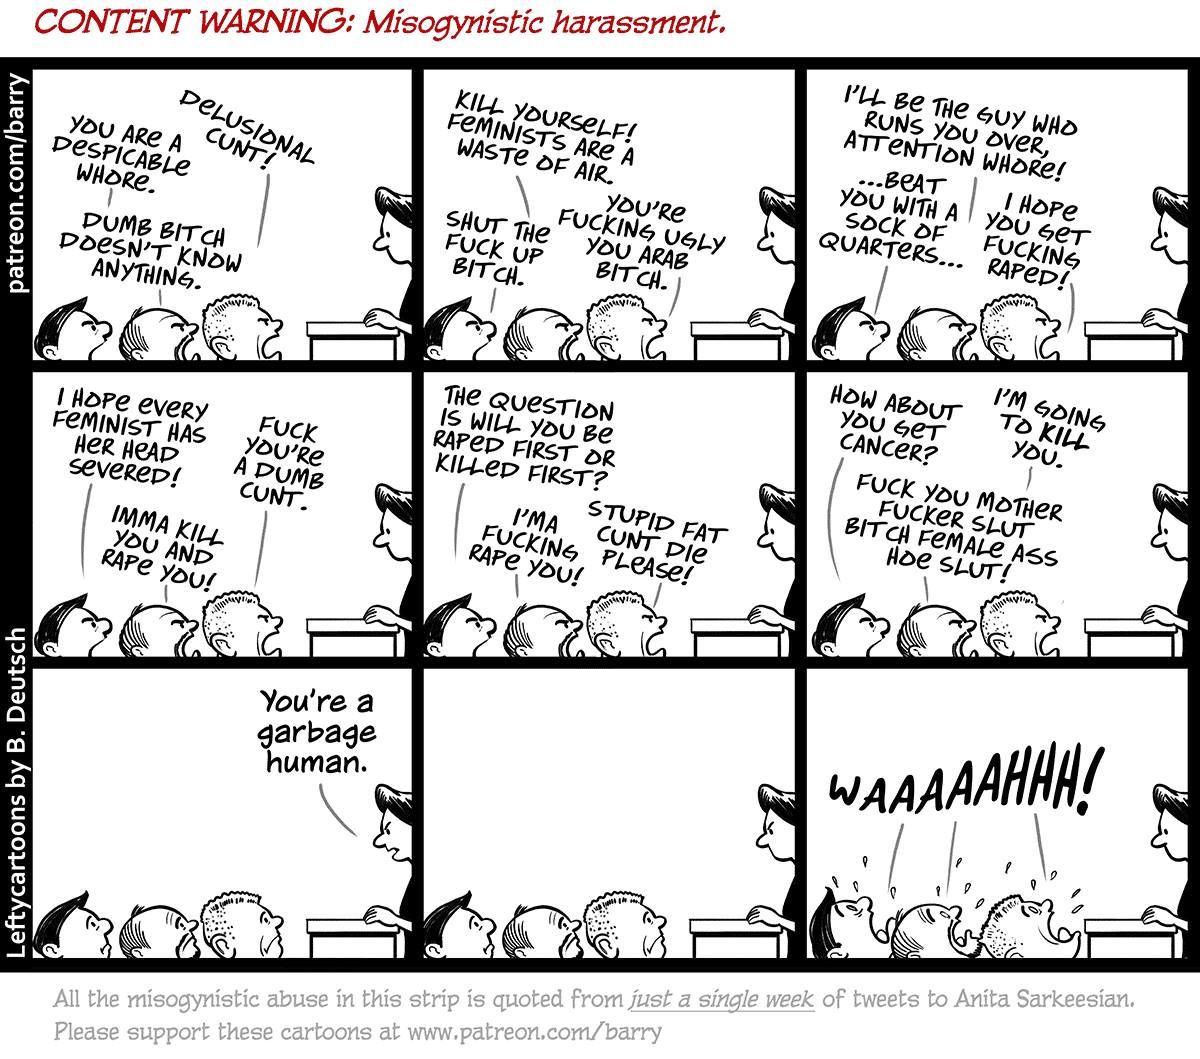 CONTENT WARNING: Misogynistic harassment.
patreon.com/barry
YOU ARE A
DESPICABLE
WHORE.
DELUSIONAL
CUNT!
DUMB BITCH
DOESN'T KNOW
ANYTHING.
KILL YOURSELF!
FEMINISTS ARE A
WASTE OF AIR.
SHUT THE
FUCK UP
BITCH.
YOU'RE
FUCKING UGLY
YOU ARAB
BITCH.
I'LL BE THE GUY WHO
RUNS YOU OVER,
ATTENTION WHORE!
...BEAT
YOU WITH A
SOCK OF
QUARTERS...
I HOPE
YOU GET
FUCKING
RAPED!
I HOPE EVERY
FEMINIST HAS
HER HEAD
SEVERED!
IMMA KILL
YOU AND
RAPE YOU!
FUCK
YOU'RE
A DUMB
CUNT.
THE QUESTION
IS WILL YOU BE
RAPED FIRST OR
KILLED FIRST?
I'MA
FUCKING
RAPE YOU!
STUPID FAT
CUNT DIE
PLEASE!
HOW ABOUT
YOU GET
CANCER?
I'M GOING
TO KILL
YOU.
FUCK YOU MOTHER
FUCKER SLUT
BITCH FEMALE ASS
HOE SLUT!
Leftycartoons by B. Deutsch
You're a
garbage
human.
WAAAAAHHH!
All the misogynistic abuse in this strip is quoted from just a single week of tweets to Anita Sarkeesian.
Please support these cartoons at www.patreon.com/barry